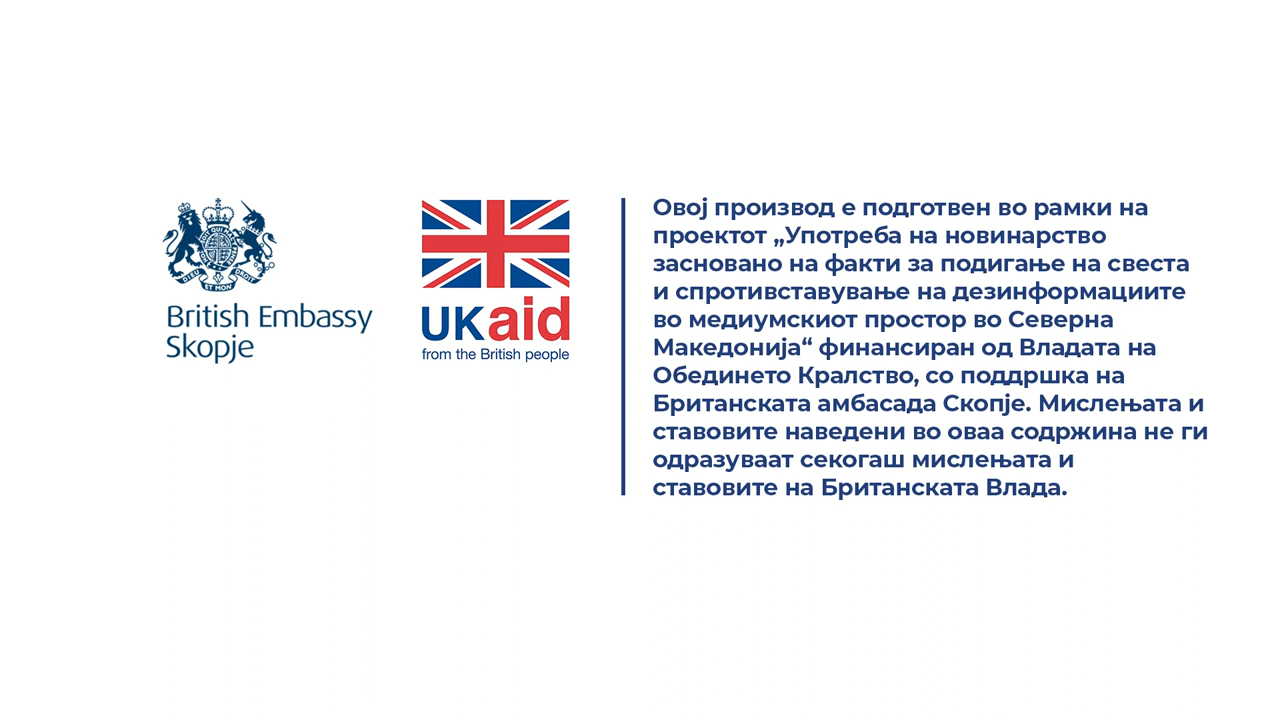 British Embassy
Skopje
UKaid
from the British people
Овој производ е подготвен во рамки на
проектот „Употреба на новинарство
засновано на факти за подигање на свеста
и спротивставување на дезинформациите
во медиумскиот простор во Северна
Македонија“ финансиран од Владата на
Обединето Кралство, со поддршка на
Британската амбасада Скопје. Мислењата и
ставовите наведени во оваа содржина не ги
одразуваат секогаш мислењата и
ставовите на Британската Влада.